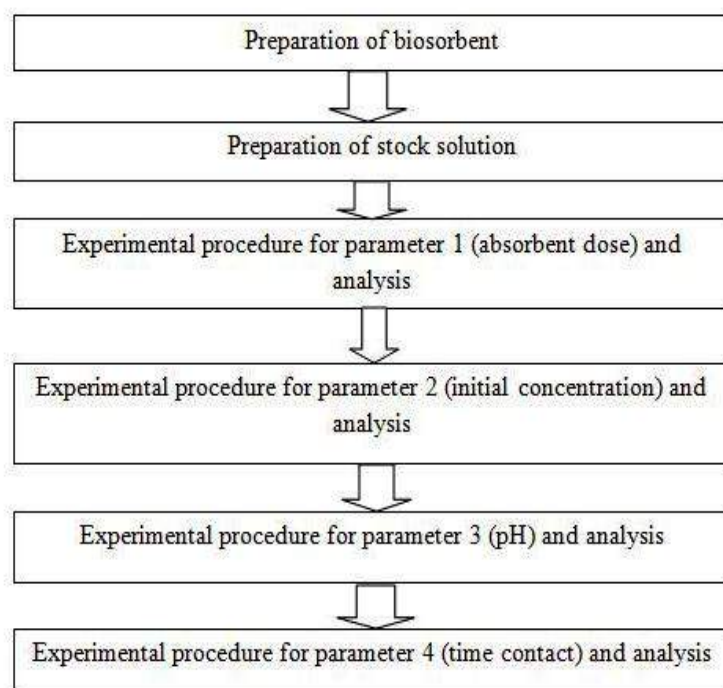 Preparation of biosorbent
Preparation of stock solution
Experimental procedure for parameter 1 (absorbent dose) and
analysis
Experimental procedure for parameter 2 (initial concentration) and
analysis
Experimental procedure for parameter 3 (pH) and analysis
Experimental procedure for parameter 4 (time contact) and analysis